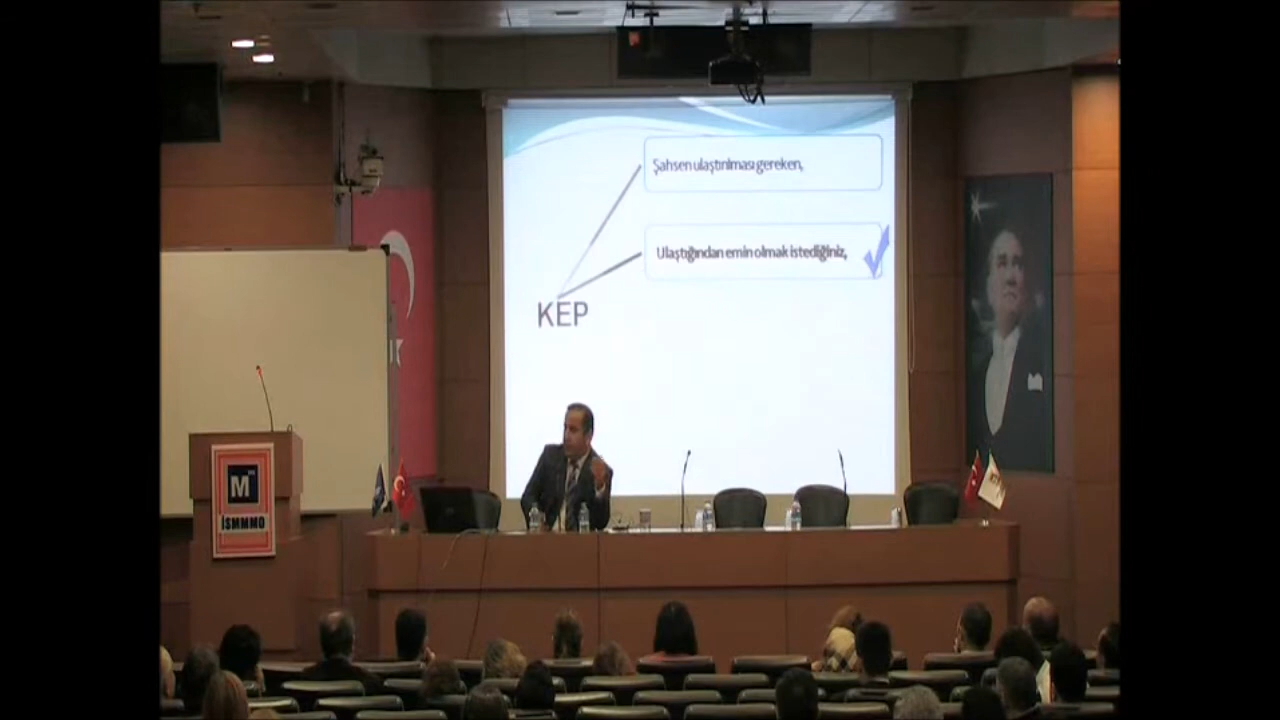 Şahsen ulaştırılması gereken,
Ulaştığından emin olmak istediğiniz,
KEP
M
İSMMMO